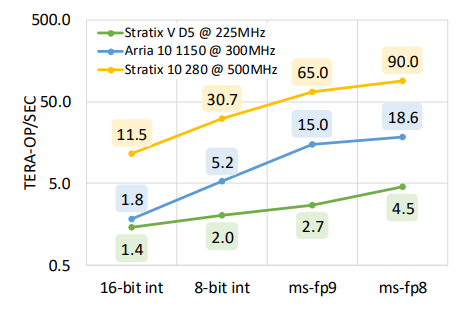 500.0
50.0
5.0
0.5
TERA-OP/SEC
Stratix V D5 @ 225MHz
Arria 10 1150 @ 300 MHz
Stratix 10 280 @ 500MHz
11.5
30.7
65.0
90.0
1.8
5.2
15.0
18.6
1.4
2.0
2.7
4.5
16-bit int
8-bit int
ms-fp9
ms-fp8